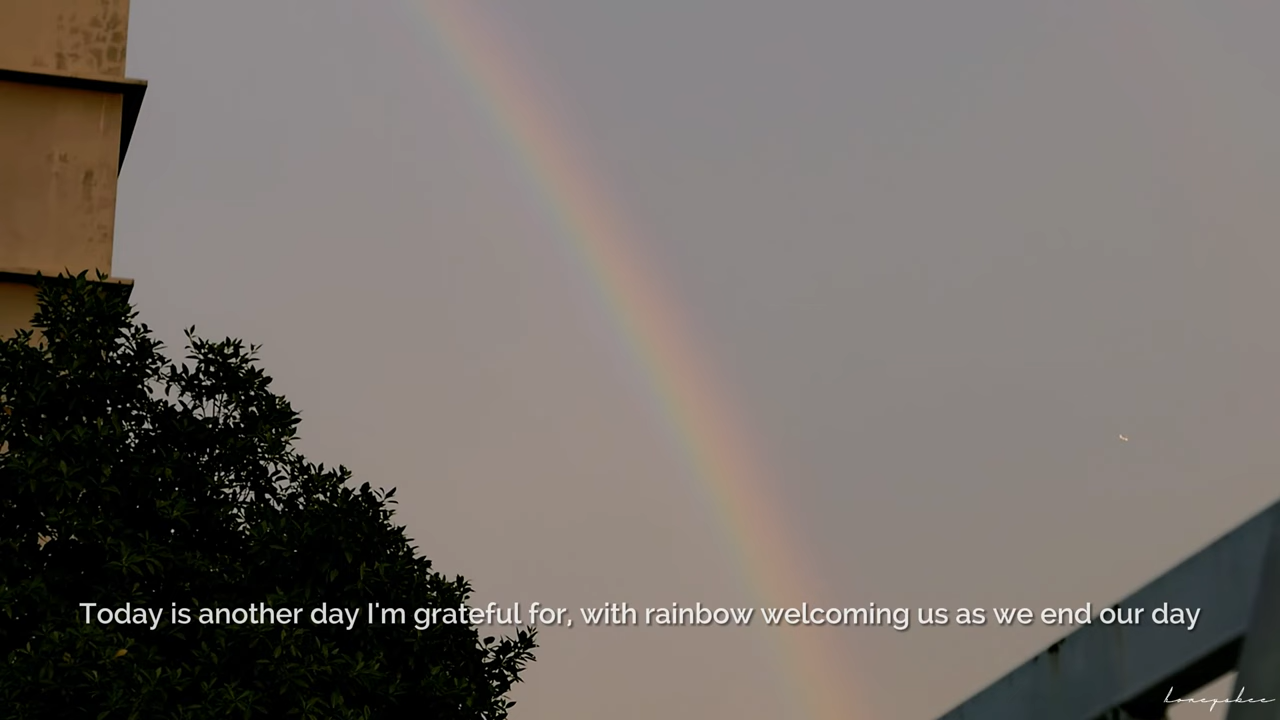 Today is another day I'm grateful for, with rainbow welcoming us as we end our day